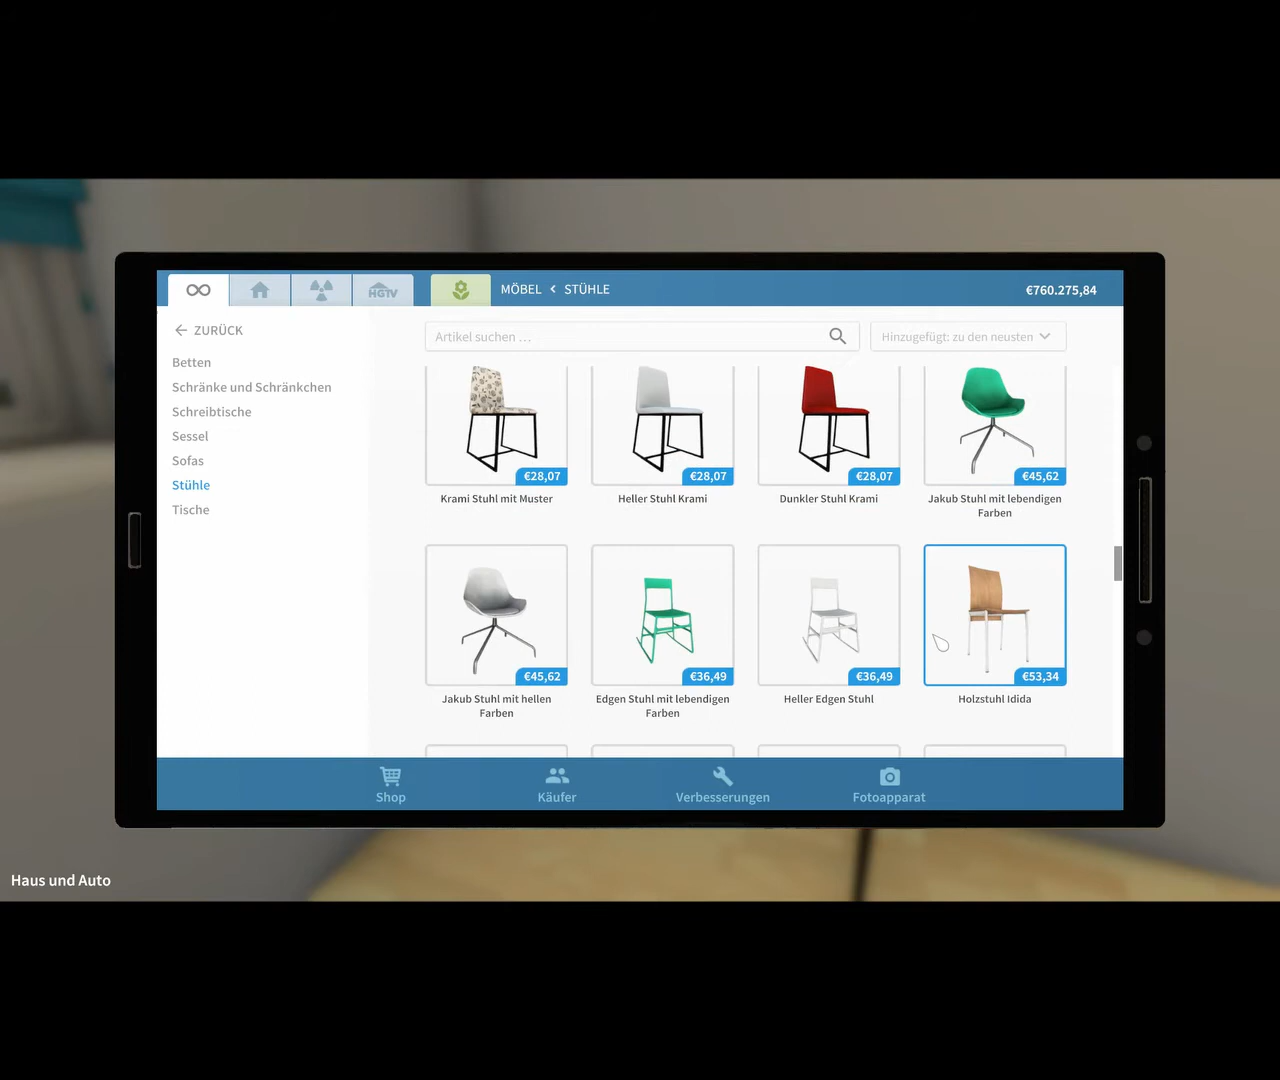 HGTV
MÖBEL < STÜHLE
€760.275,84
ZURÜCK
Artikel suchen ...
Hinzugefügt: zu den neusten
Betten
Schränke und Schränkchen
Schreibtische
Sessel
Sofas
Stühle
Tische
€28,07
€28,07
€28,07
€45,62
Krami Stuhl mit Muster
Heller Stuhl Krami
Dunkler Stuhl Krami
Jakub Stuhl mit lebendigen
Farben
€45,62
€36,49
€36,49
€53,34
Jakub Stuhl mit hellen
Farben
Edgen Stuhl mit lebendigen
Farben
Heller Edgen Stuhl
Holzstuhl Idida
Shop
Käufer
Verbesserungen
Fotoapparat
Haus und Auto